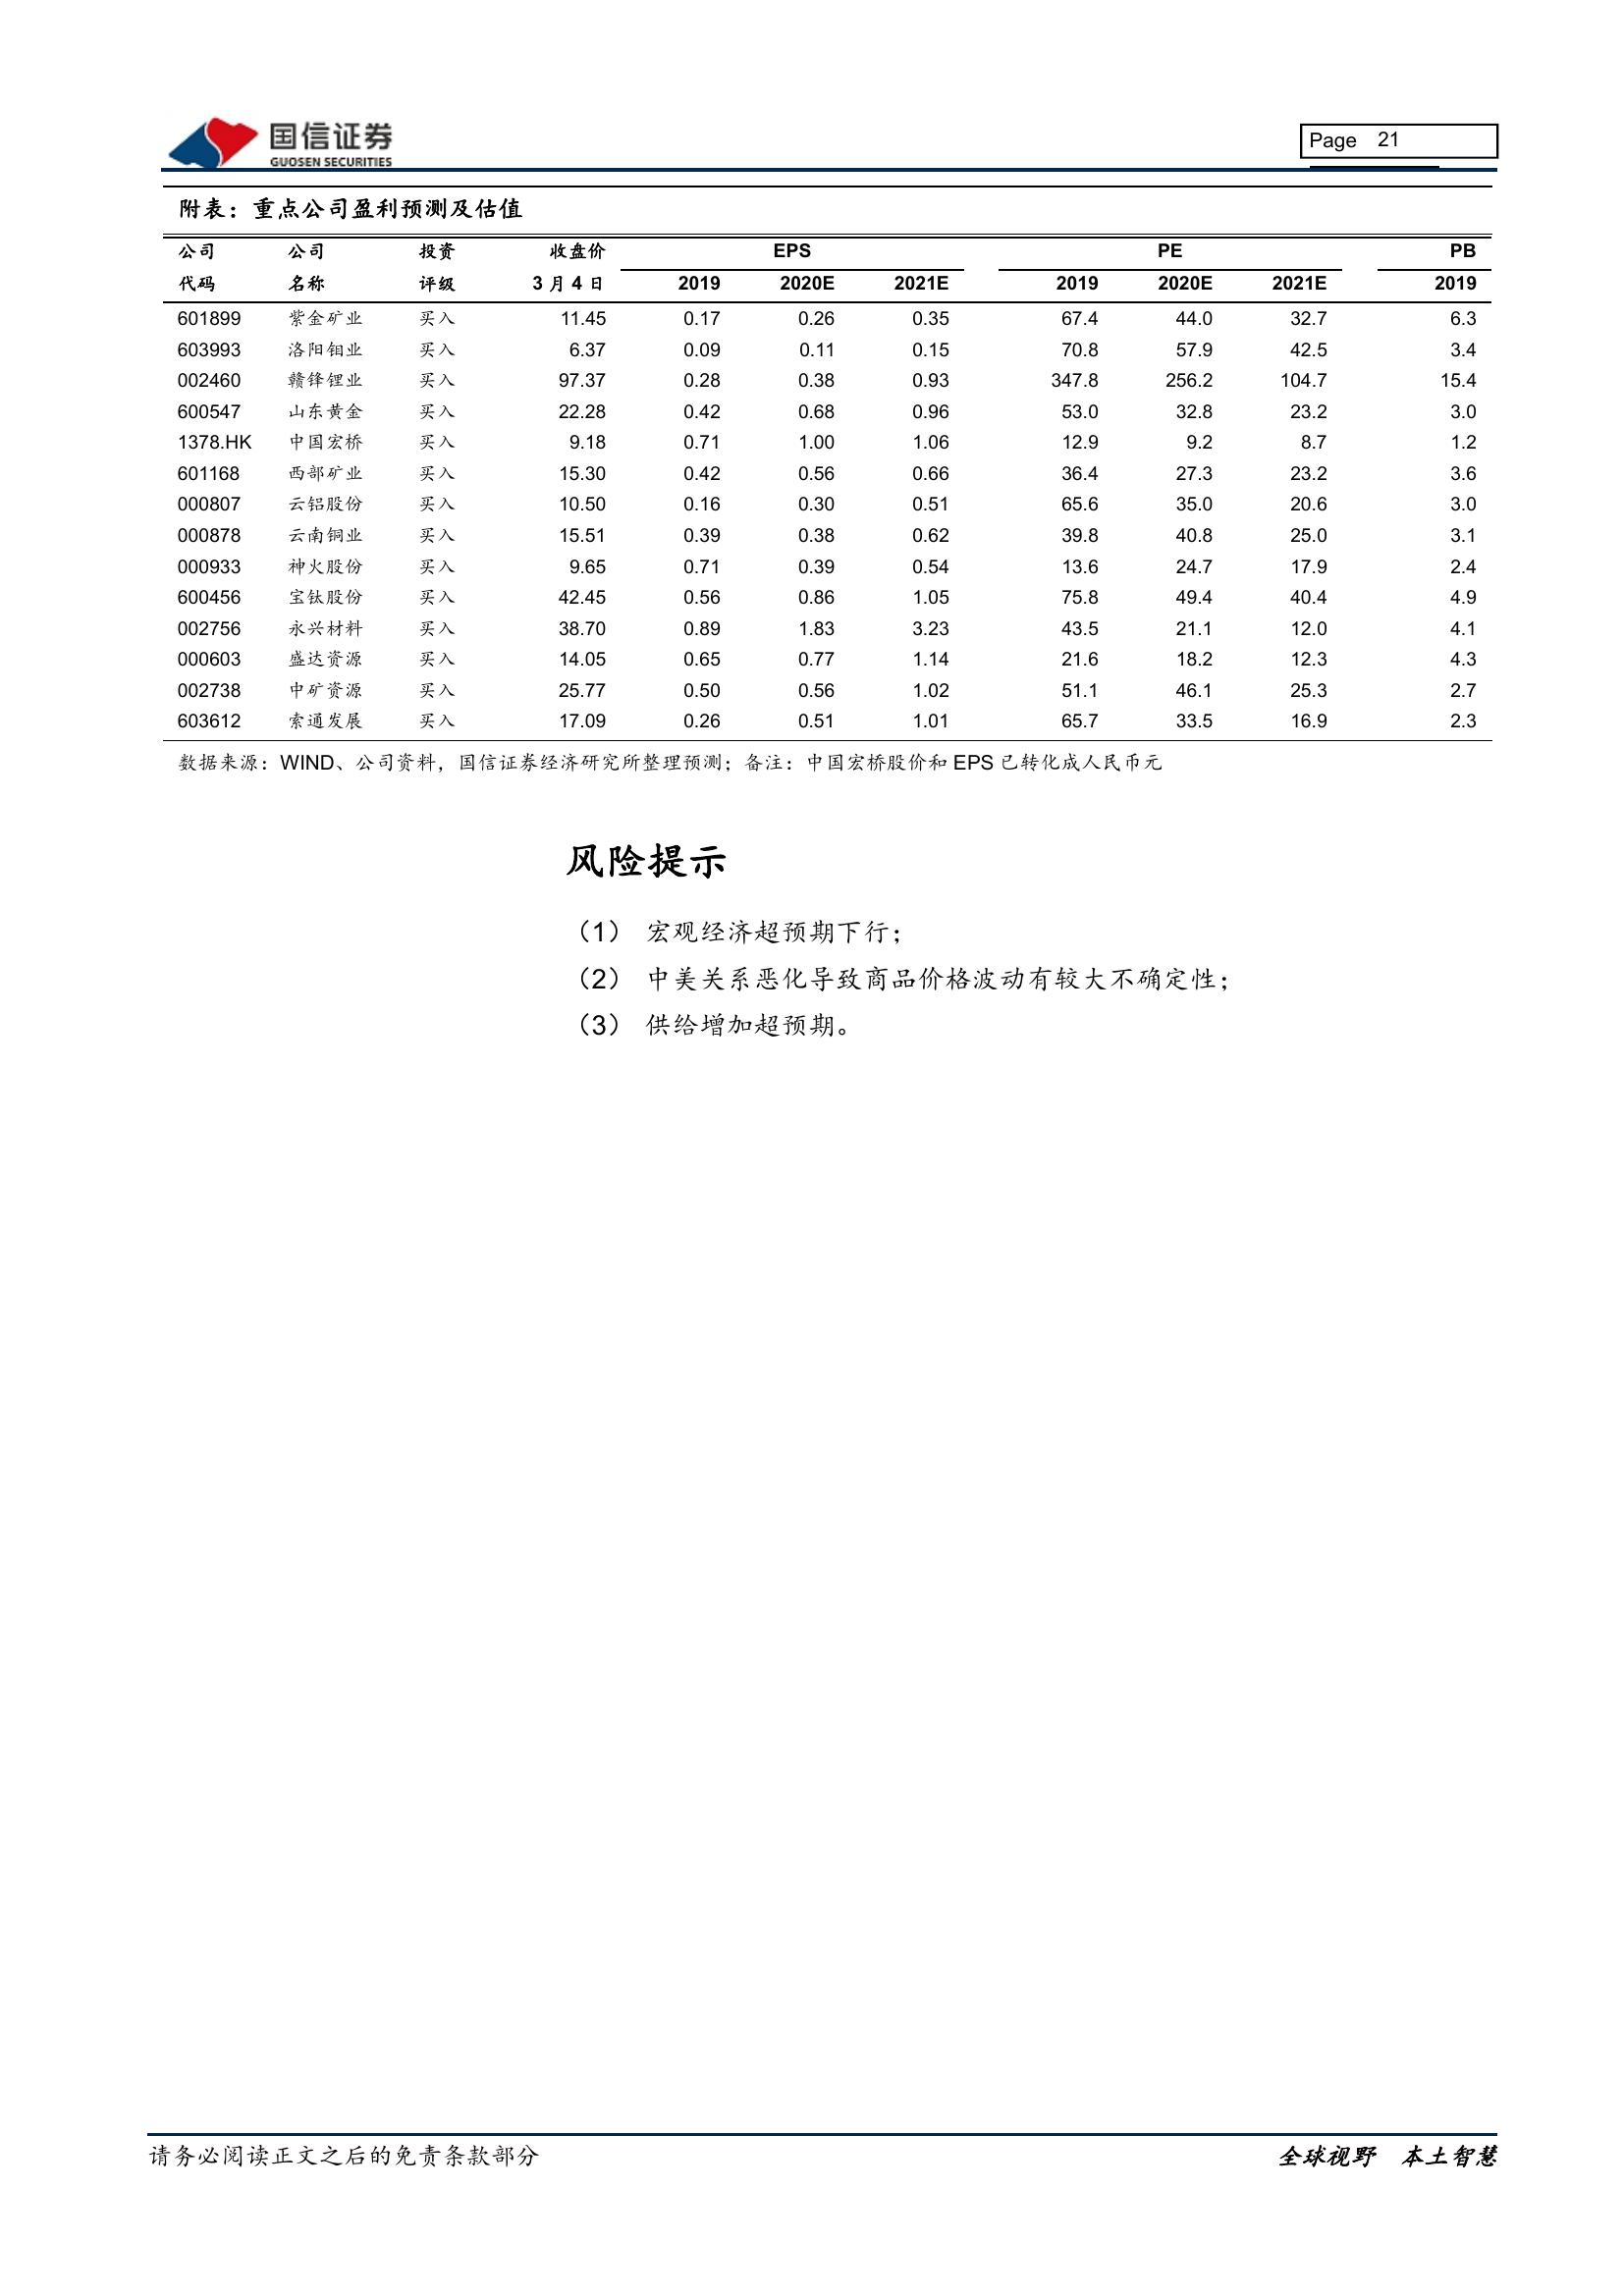 国信证券
GUOSEN SECURITIES
Page 21
附表：重点公司盈利预测及估值
公司 公司 投资 收盘价 EPS PE PB
代码 名称 评级 3 月 4 日 2019 2020E 2021E 2019 2020E 2021E 2019
601899 紫金矿业 买入 11.45 0.17 0.26 0.35 67.4 44.0 32.7 6.3
603993 洛阳钼业 买入 6.37 0.09 0.11 0.15 70.8 57.9 42.5 3.4
002460 赣锋锂业 买入 97.37 0.28 0.38 0.93 347.8 256.2 104.7 15.4
600547 山东黄金 买入 22.28 0.42 0.68 0.96 53.0 32.8 23.2 3.0
1378.HK 中国宏桥 买入 9.18 0.71 1.00 1.06 12.9 9.2 8.7 1.2
601168 西部矿业 买入 15.30 0.42 0.56 0.66 36.4 27.3 23.2 3.6
000807 云铝股份 买入 10.50 0.16 0.30 0.51 65.6 35.0 20.6 3.0
000878 云南铜业 买入 15.51 0.39 0.38 0.62 39.8 40.8 25.0 3.1
000933 神火股份 买入 9.65 0.71 0.39 0.54 13.6 24.7 17.9 2.4
600456 宝钛股份 买入 42.45 0.56 0.86 1.05 75.8 49.4 40.4 4.9
002756 永兴材料 买入 38.70 0.89 1.83 3.23 43.5 21.1 12.0 4.1
000603 盛达资源 买入 14.05 0.65 0.77 1.14 21.6 18.2 12.3 4.3
002738 中矿资源 买入 25.77 0.50 0.56 1.02 51.1 46.1 25.3 2.7
603612 索通发展 买入 17.09 0.26 0.51 1.01 65.7 33.5 16.9 2.3
数据来源：WIND、公司资料，国信证券经济研究所整理预测；备注：中国宏桥股价和 EPS 已转化成人民币元
风险提示
（1） 宏观经济超预期下行；
（2） 中美关系恶化导致商品价格波动有较大不确定性；
（3） 供给增加超预期。
请务必阅读正文之后的免责条款部分 全球视野 本土智慧